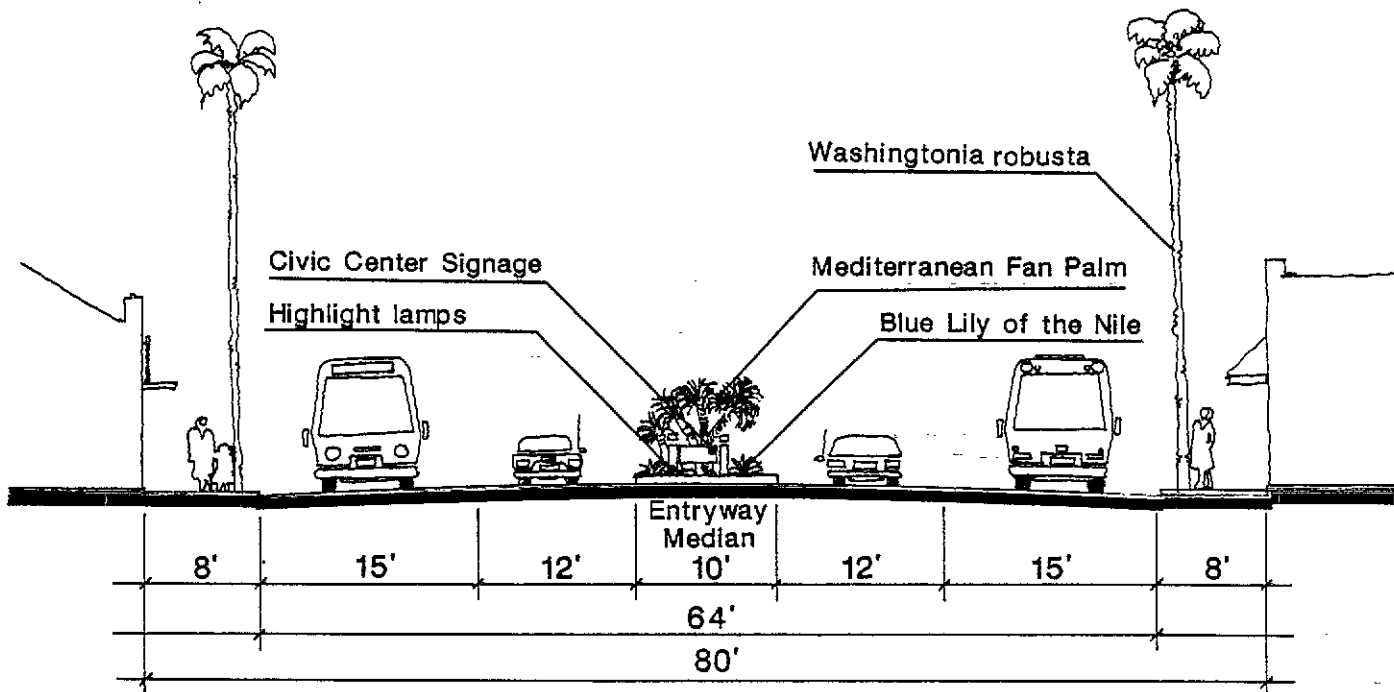 Washingtonia robusta
Civic Center Signage
Mediterranean Fan Palm
Highlight lamps
Blue Lily of the Nile
Entryway
Median
8' 15' 12' 10' 12' 15' 8'
64'
80'